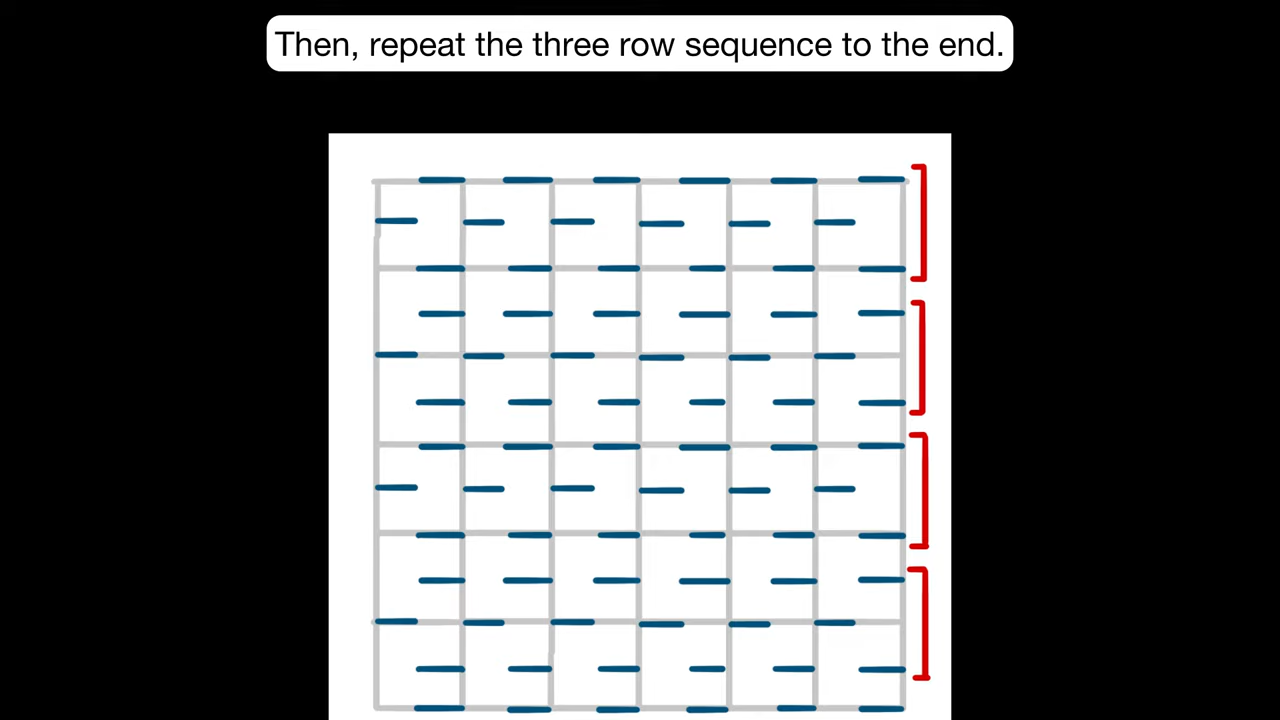 Then, repeat the three row sequence to the end.